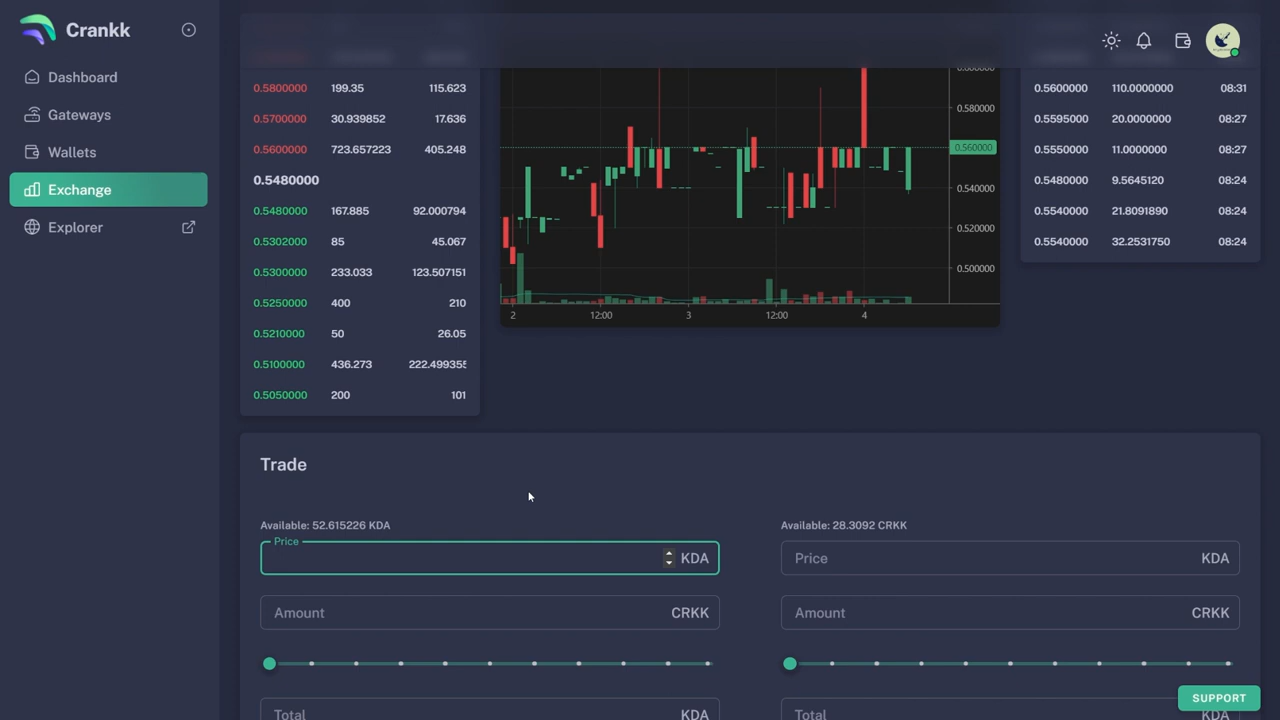 Crankk
Dashboard
Gateways
Wallets
Exchange
Explorer
0.5800000 199.35 115.623
0.5700000 30.939852 17.636
0.5600000 723.657223 405.248
0.5480000
0.5480000 167.885 92.000794
0.5302000 85 45.067
0.5300000 233.033 123.507151
0.5250000 400 210
0.5210000 50 26.05
0.5100000 436.273 222.499355
0.5050000 200 101
0.580000
0.560000
0.540000
0.520000
0.500000
2 12:00 3 12:00 4
0.5600000 110.0000000 08:31
0.5595000 20.0000000 08:27
0.5550000 11.0000000 08:27
0.5480000 9.5645120 08:24
0.5540000 21.8091890 08:24
0.5540000 32.2531750 08:24
Trade
Available: 52.615226 KDA
Price
KDA
Amount CRKK
Total KDA
Available: 28.3092 CRKK
Price KDA
Amount CRKK
Total KDA
SUPPORT